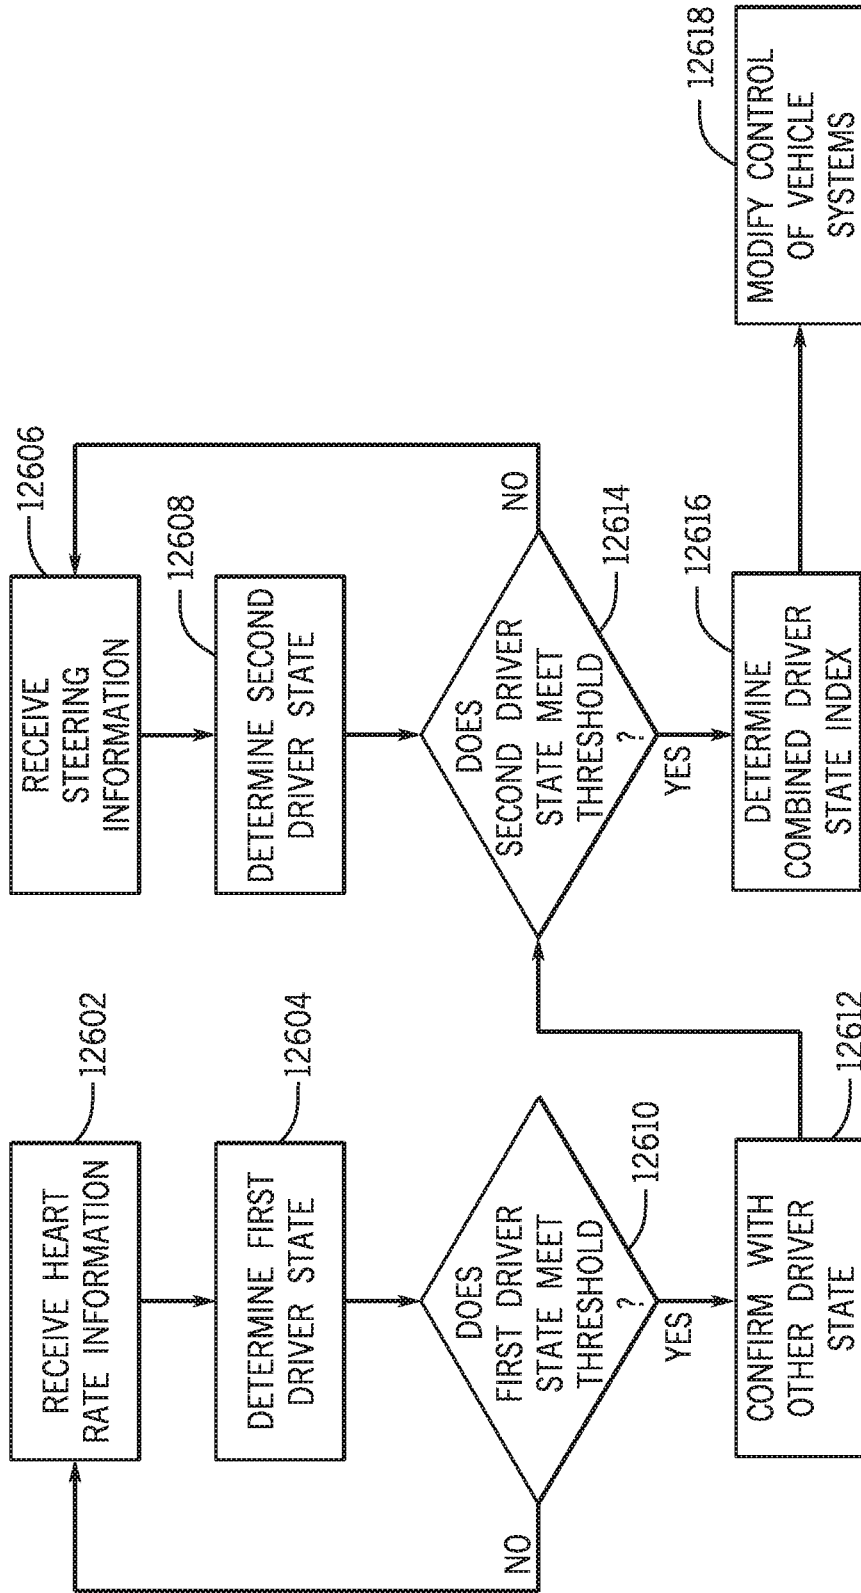 RECEIVE HEART
RATE INFORMATION
12602
DETERMINE FIRST
DRIVER STATE
12604
DOES
FIRST DRIVER
STATE MEET
THRESHOLD
?
12610
NO
YES
CONFIRM WITH
OTHER DRIVER
STATE
12612
RECEIVE
STEERING
INFORMATION
12606
DETERMINE SECOND
DRIVER STATE
12608
DOES
SECOND DRIVER
STATE MEET
THRESHOLD
?
12614
NO
YES
DETERMINE
COMBINED DRIVER
STATE INDEX
12616
MODIFY CONTROL
OF VEHICLE
SYSTEMS
12618